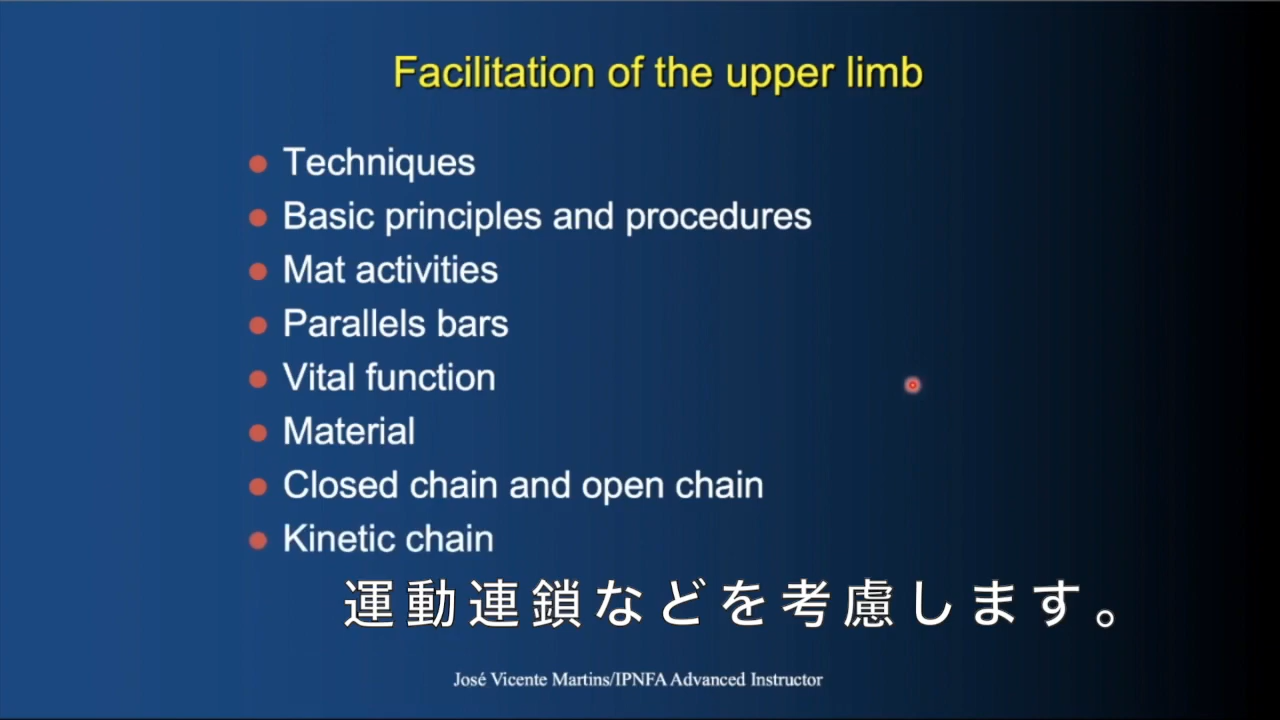 Facilitation of the upper limb
Techniques
Basic principles and procedures
Mat activities
Parallels bars
Vital function
Material
Closed chain and open chain
Kinetic chain
運動連鎖などを考慮します。
José Vicente Martins/IPNFA Advanced Instructor